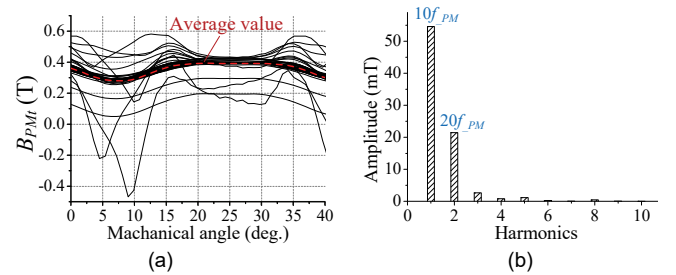 Average value
0.6
0.4
0.2
0.0
-0.2
-0.4
B_PMt (T)
0 5 10 15 20 25 30 35 40
Machanical angle (deg.)
(a)
10f_PM
20f_PM
50
40
30
20
10
0
Amplitude (mT)
0 2 4 6 8 10
Harmonics
(b)